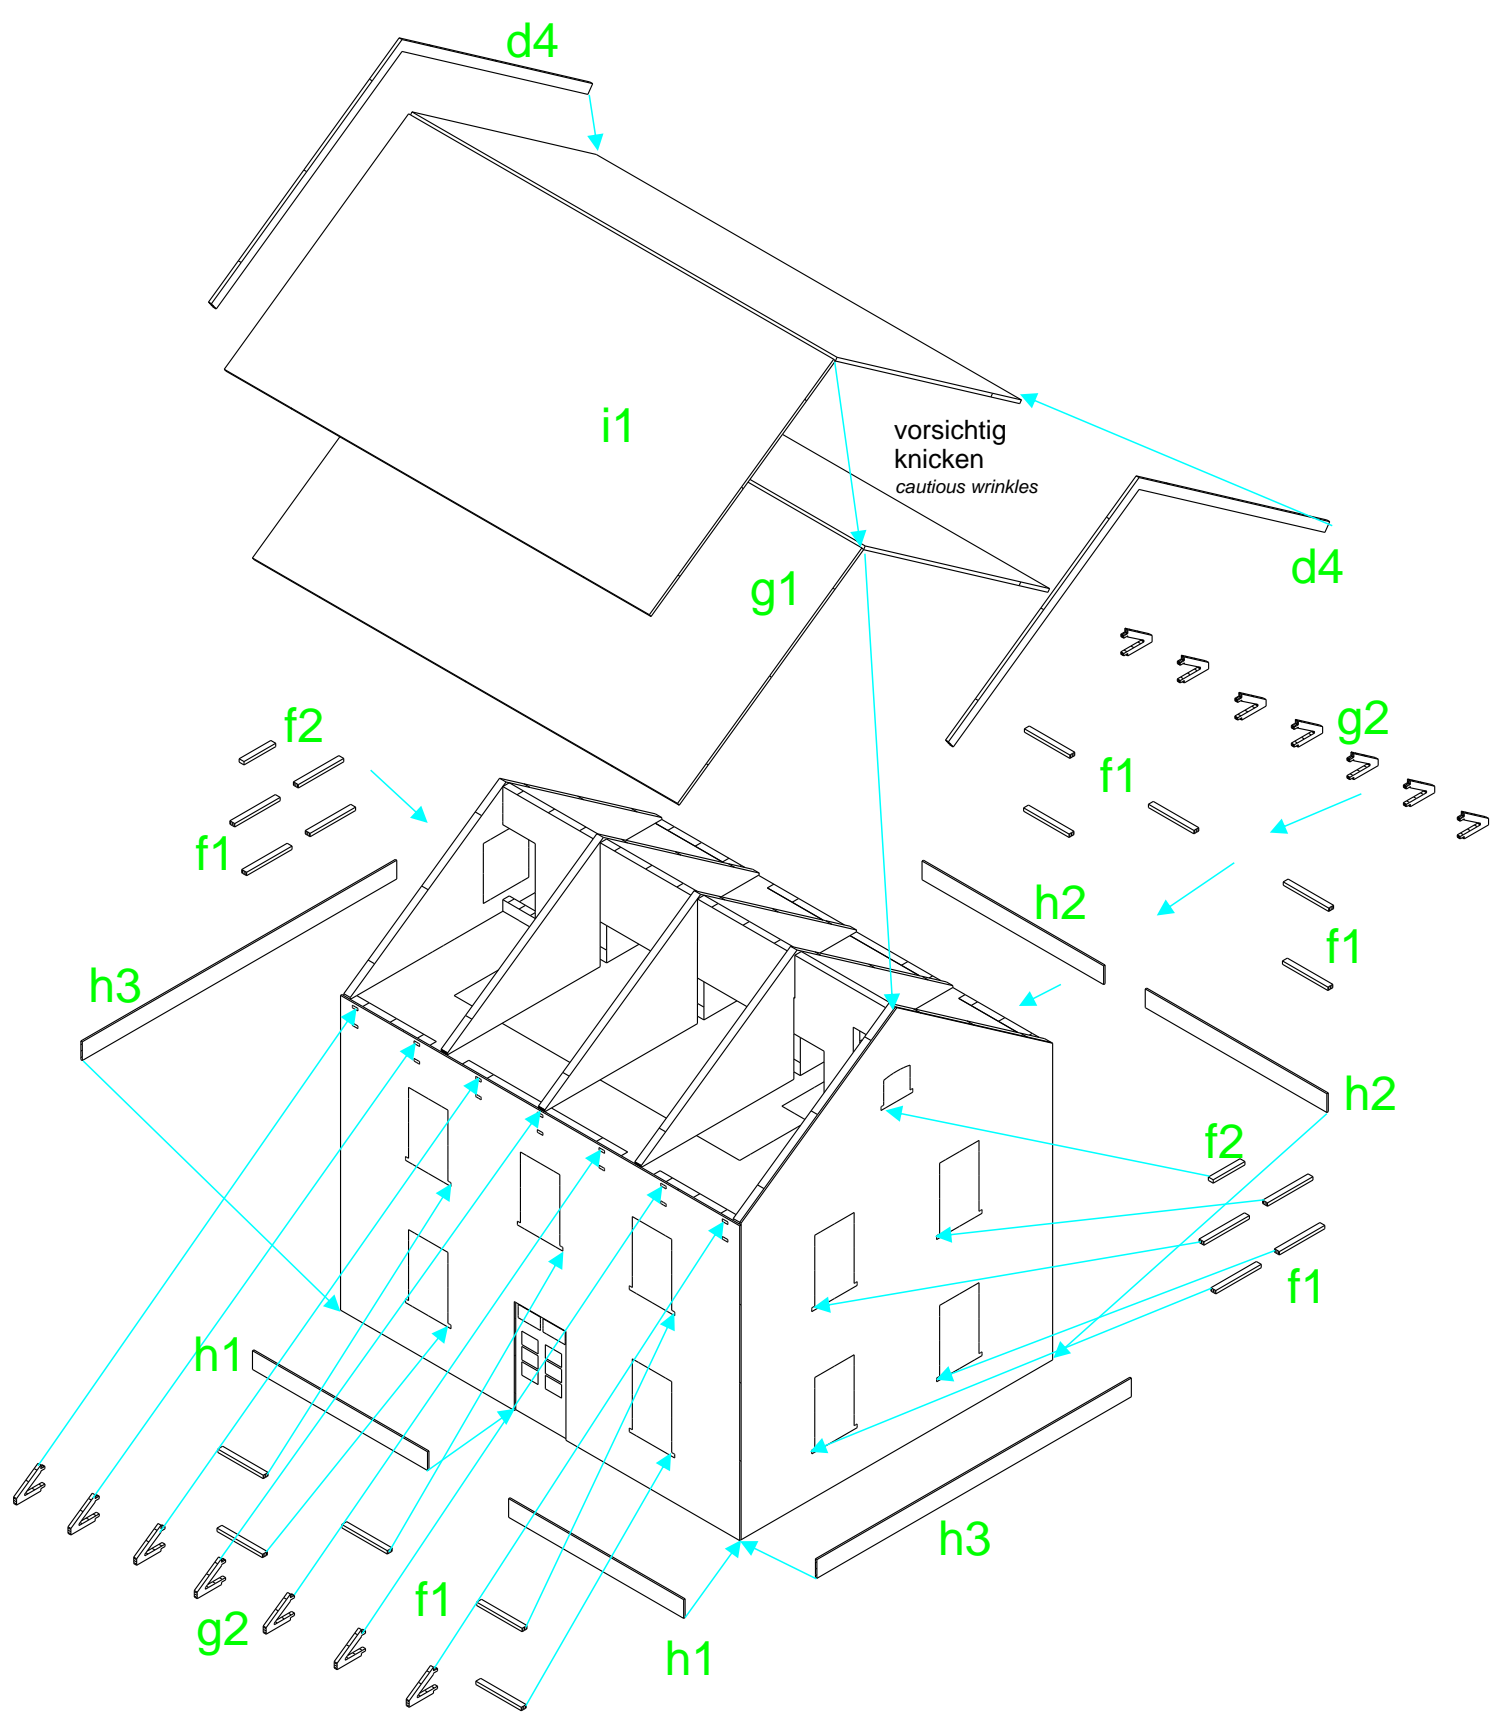 d4
i1
vorsichtig
knicken
cautious wrinkles
d4
g1
g2
f2
f1
f1
h2
f1
h3
h2
f2
f1
h1
h3
f1
g2
h1